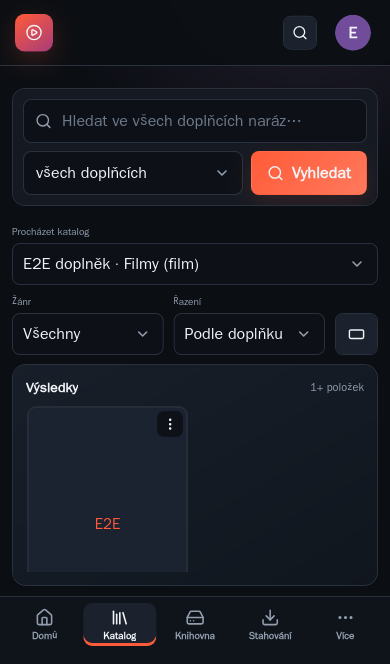 E
Hledat ve všech doplňcích naráz…
všech doplňcích
Vyhledat
Procházet katalog
E2E doplněk · Filmy (film)
Žánr
Řazení
Všechny
Podle doplňku
Výsledky
1+ položek
E2E
Domů
Katalog
Knihovna
Stahování
Více